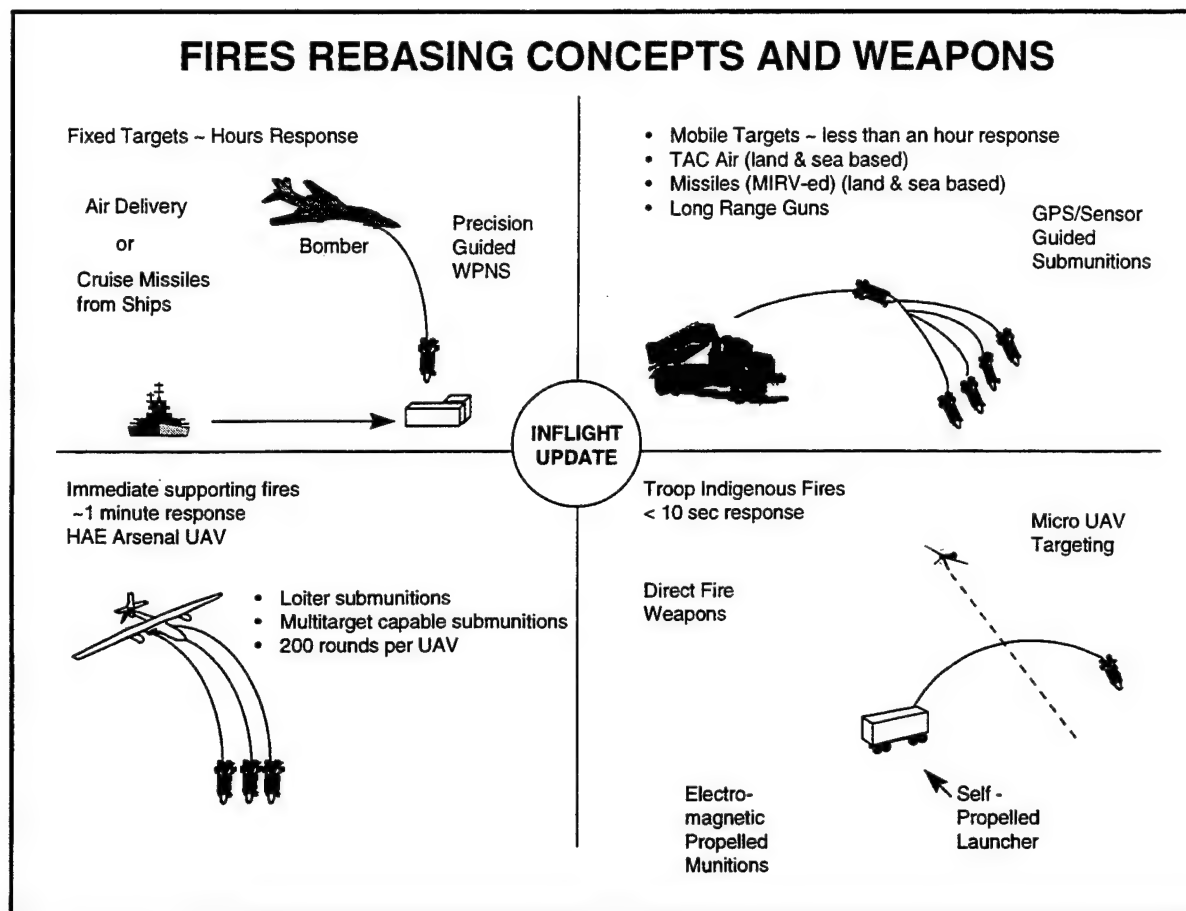 FIRES REBASING CONCEPTS AND WEAPONS
Fixed Targets ~ Hours Response
Air Delivery
or
Cruise Missiles
from Ships
Bomber
Precision
Guided
WPNS
• Mobile Targets ~ less than an hour response
• TAC Air (land & sea based)
• Missiles (MIRV-ed) (land & sea based)
• Long Range Guns
GPS/Sensor
Guided
Submunitions
INFLIGHT
UPDATE
Immediate supporting fires
~1 minute response
HAE Arsenal UAV
• Loiter submunitions
• Multitarget capable submunitions
• 200 rounds per UAV
Troop Indigenous Fires
< 10 sec response
Micro UAV
Targeting
Direct Fire
Weapons
Electro-
magnetic
Propelled
Munitions
Self -
Propelled
Launcher